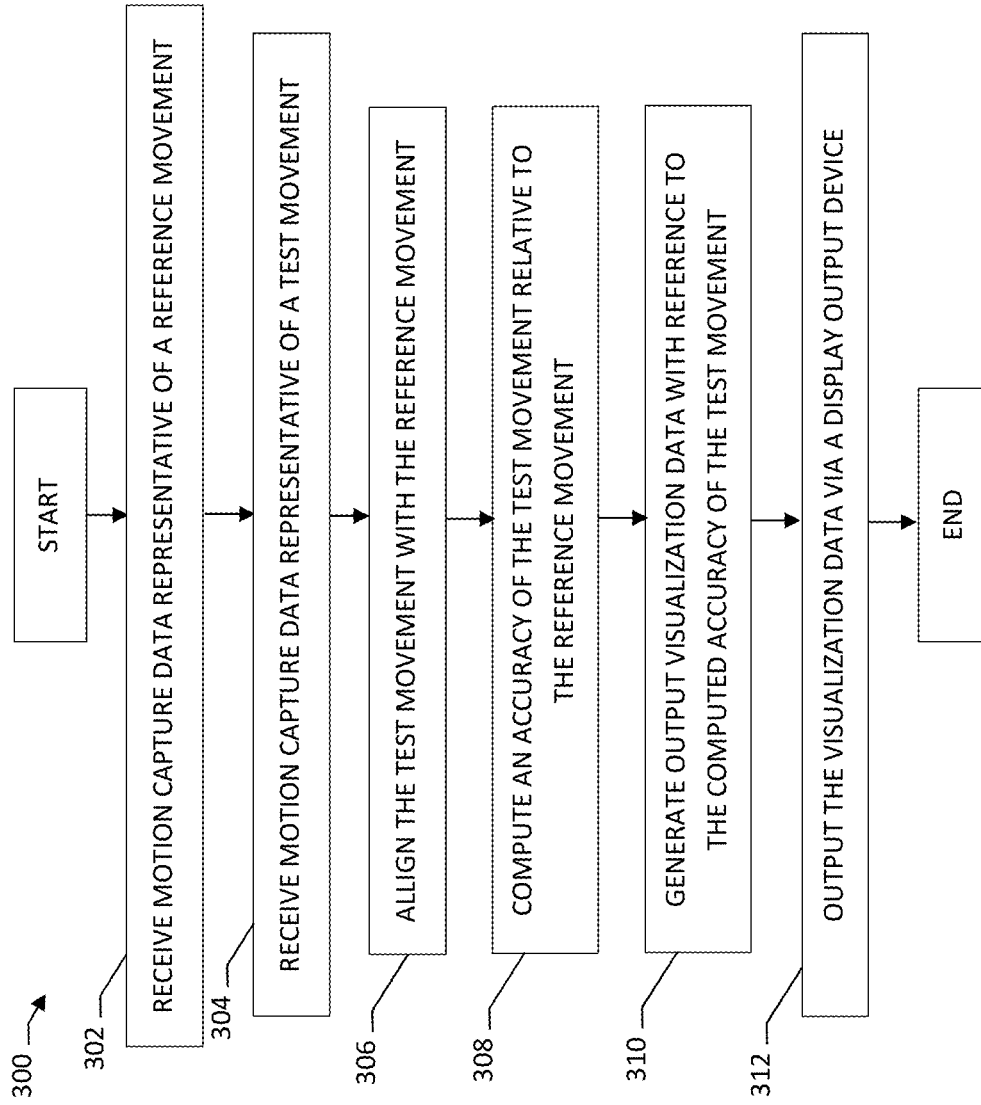 300
START
302
RECEIVE MOTION CAPTURE DATA REPRESENTATIVE OF A REFERENCE MOVEMENT
304
RECEIVE MOTION CAPTURE DATA REPRESENTATIVE OF A TEST MOVEMENT
306
ALLIGN THE TEST MOVEMENT WITH THE REFERENCE MOVEMENT
308
COMPUTE AN ACCURACY OF THE TEST MOVEMENT RELATIVE TO
THE REFERENCE MOVEMENT
310
GENERATE OUTPUT VISUALIZATION DATA WITH REFERENCE TO
THE COMPUTED ACCURACY OF THE TEST MOVEMENT
312
OUTPUT THE VISUALIZATION DATA VIA A DISPLAY OUTPUT DEVICE
END